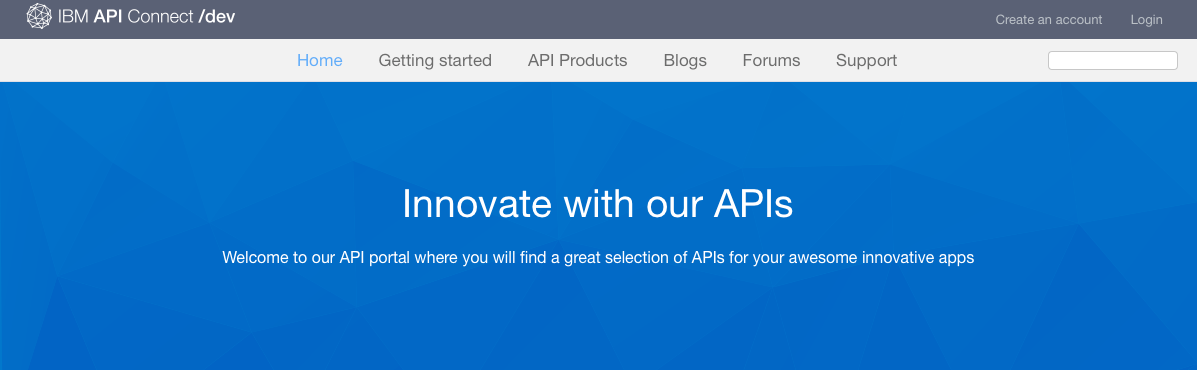 IBM API Connect /dev
Create an account Login
Home Getting started API Products Blogs Forums Support
Innovate with our APIs
Welcome to our API portal where you will find a great selection of APIs for your awesome innovative apps